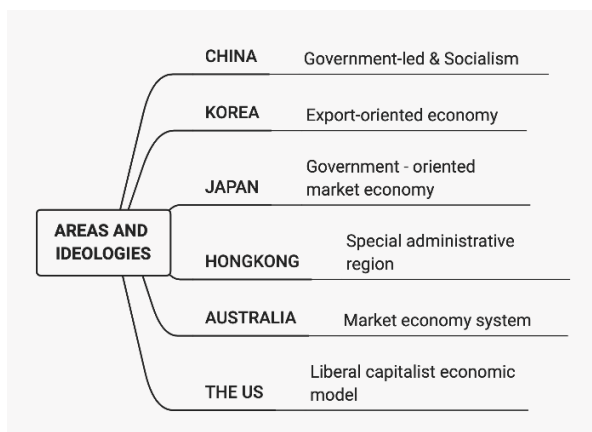 AREAS AND
IDEOLOGIES
CHINA
Government-led & Socialism
KOREA
Export-oriented economy
JAPAN
Government - oriented
market economy
HONGKONG
Special administrative
region
AUSTRALIA
Market economy system
THE US
Liberal capitalist economic
model